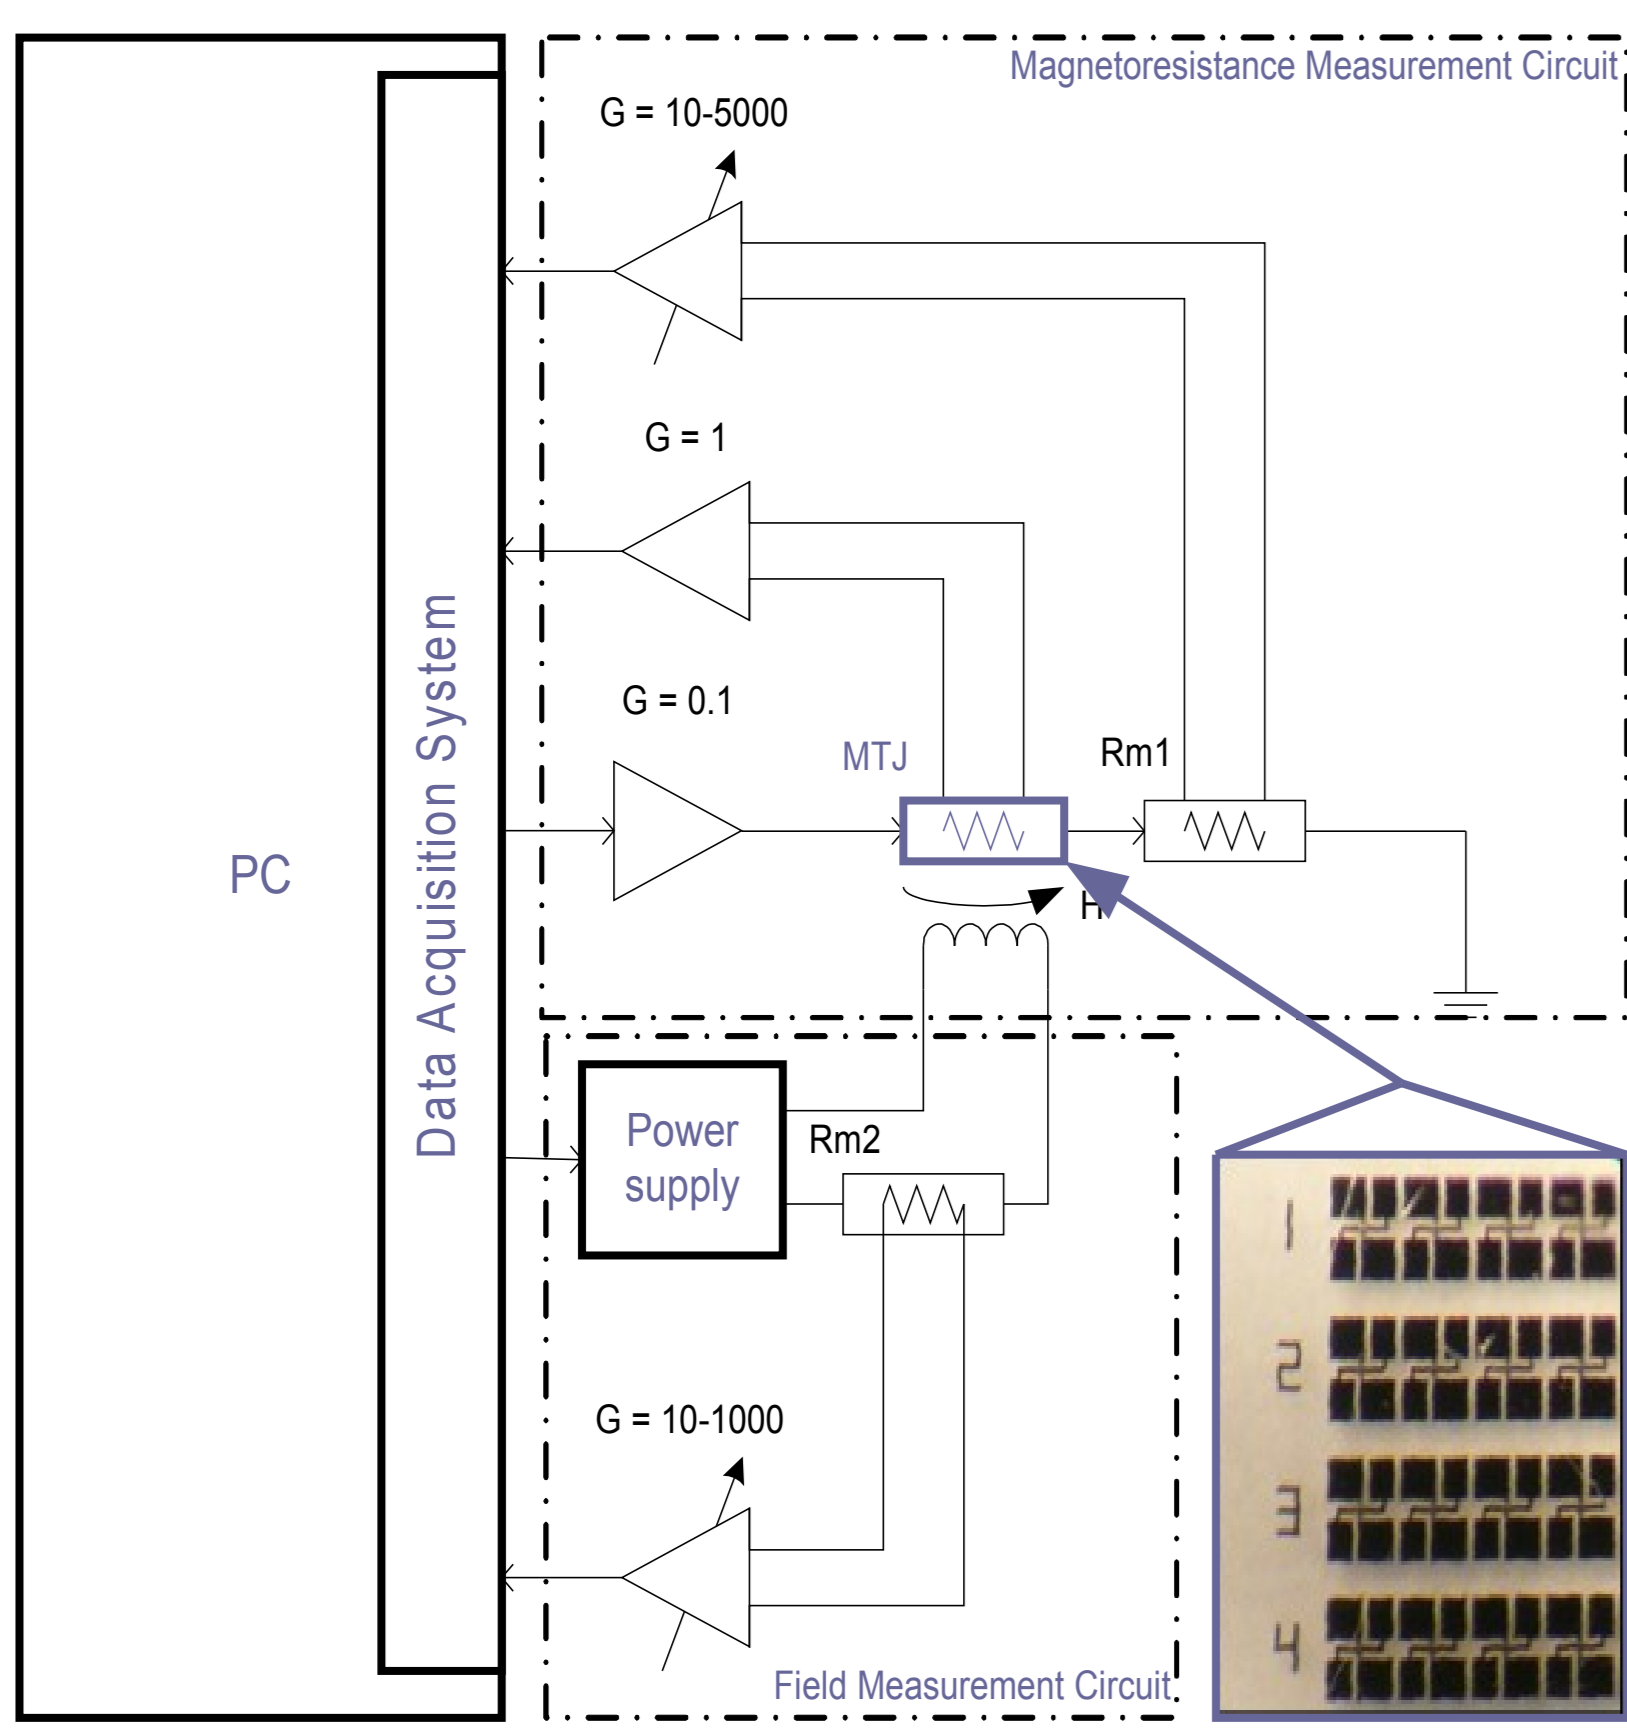 Magnetoresistance Measurement Circuit
G = 10-5000
G = 1
G = 0.1
MTJ
Rm1
PC
Data Acquisition System
H
Power
supply
Rm2
G = 10-1000
Field Measurement Circuit
1
2
3
4